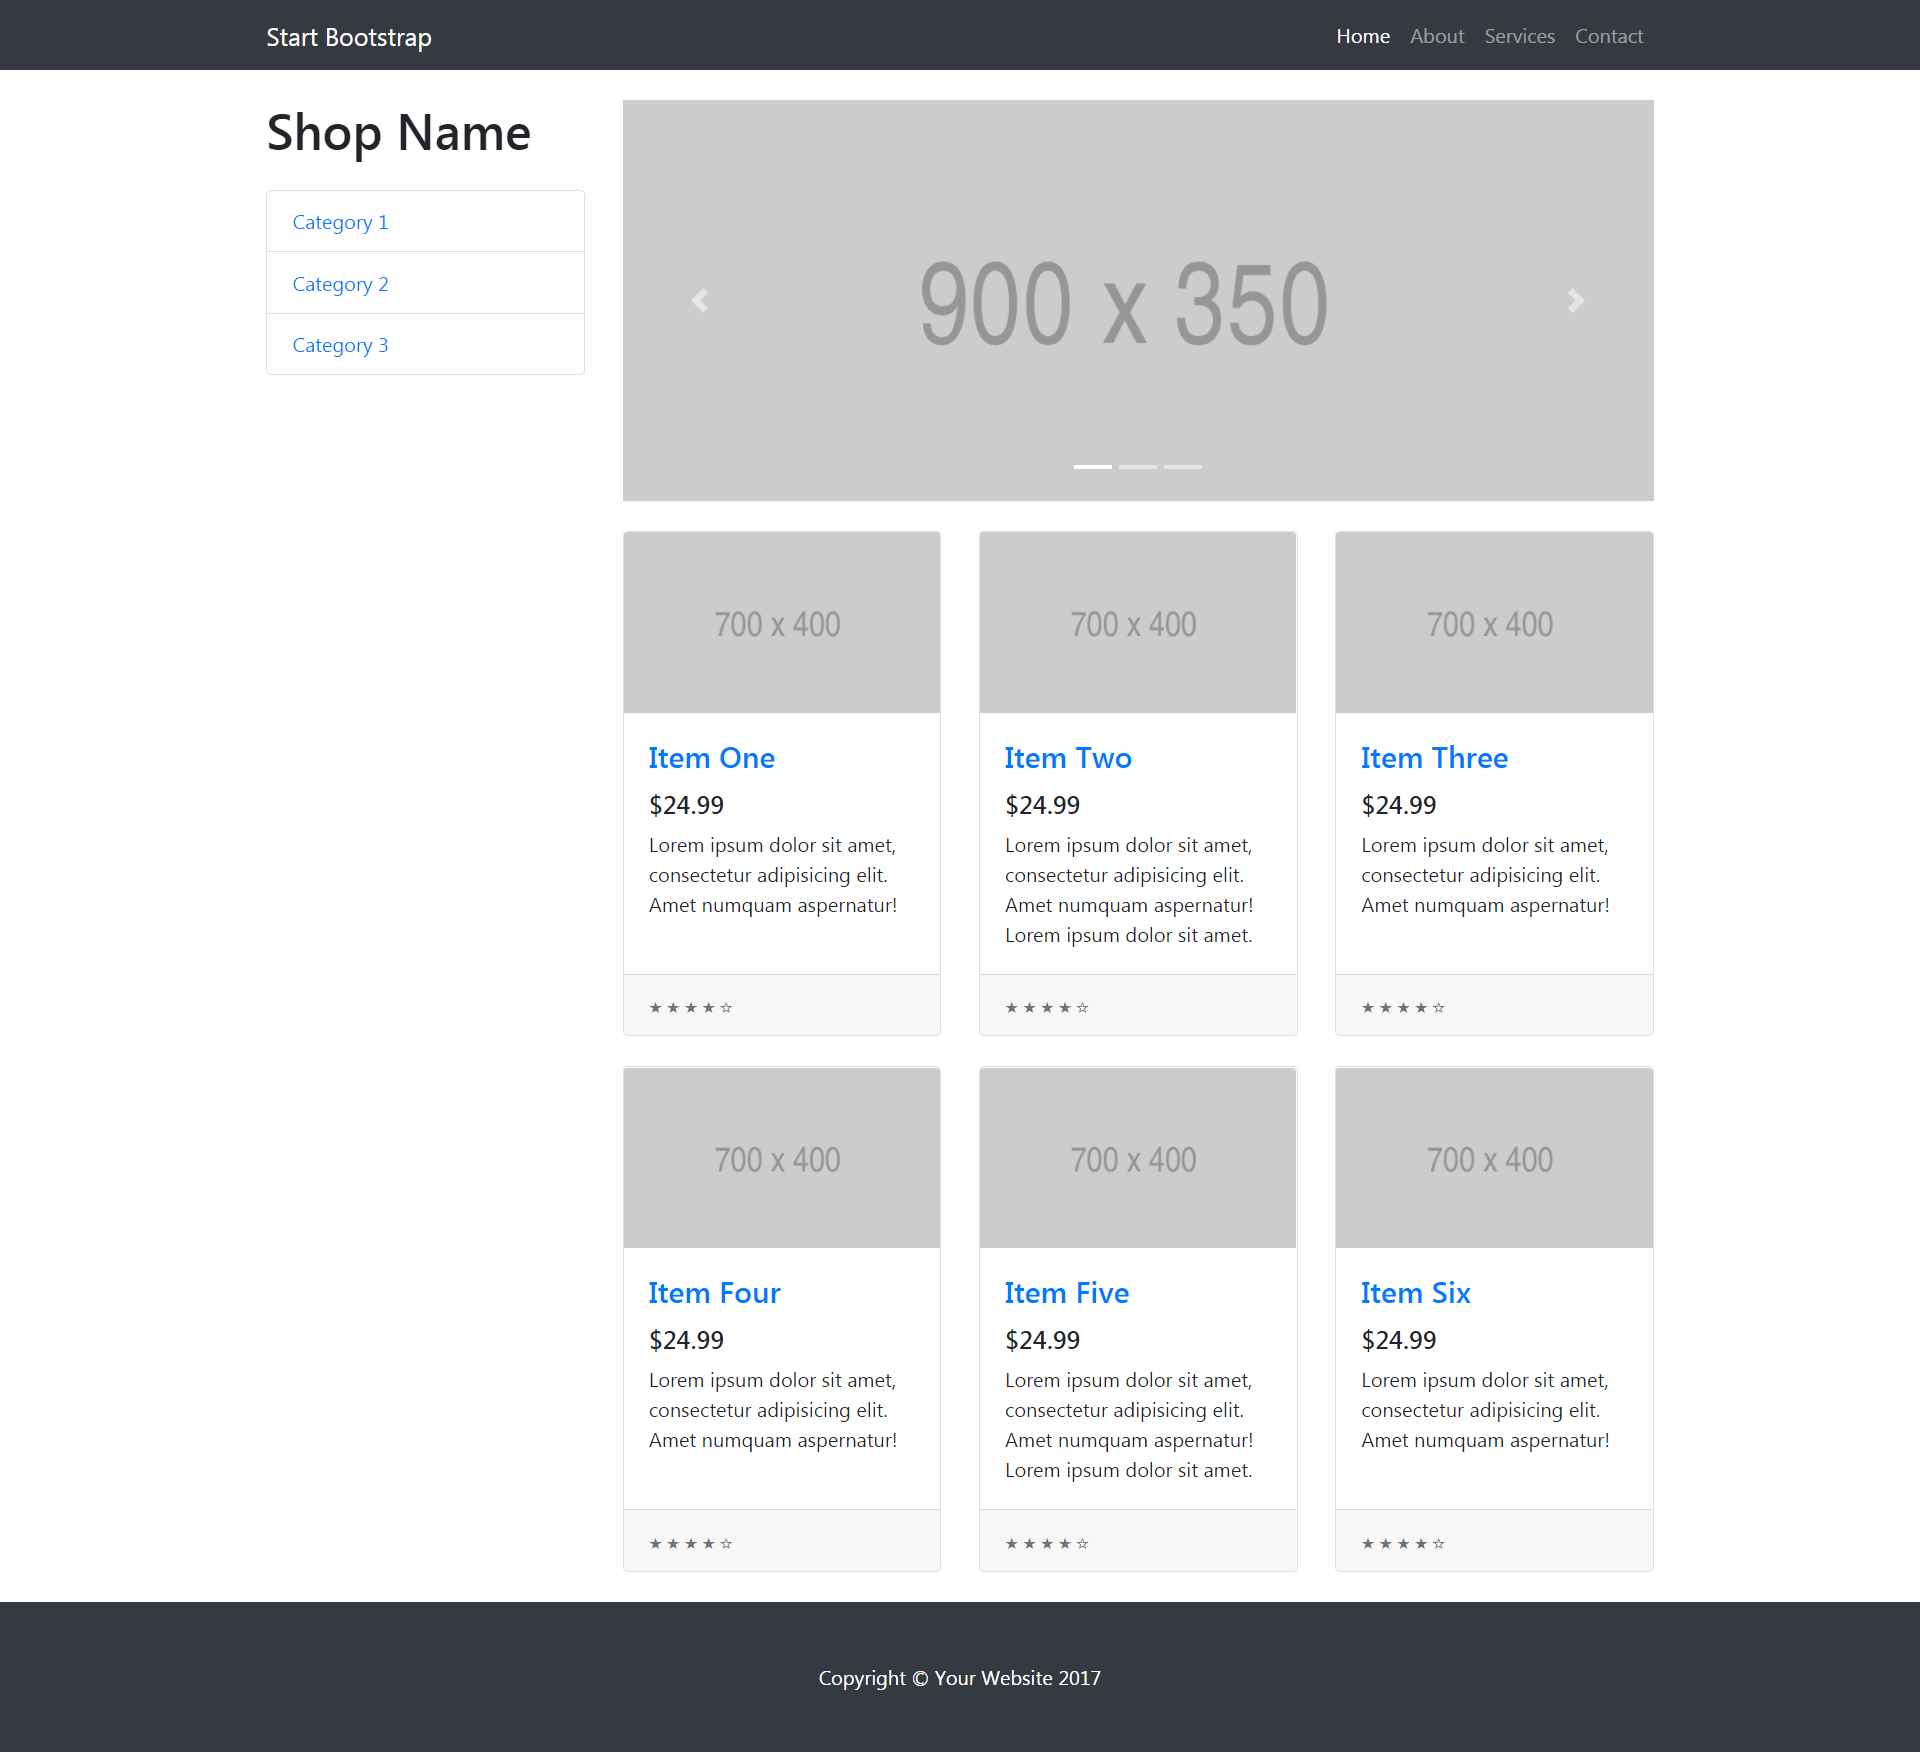 Start Bootstrap
Home About Services Contact
Shop Name
Category 1
Category 2
Category 3
900 x 350
700 x 400
Item One
$24.99
Lorem ipsum dolor sit amet,
consectetur adipisicing elit.
Amet numquam aspernatur!
★ ★ ★ ★ ☆
700 x 400
Item Two
$24.99
Lorem ipsum dolor sit amet,
consectetur adipisicing elit.
Amet numquam aspernatur!
Lorem ipsum dolor sit amet.
★ ★ ★ ★ ☆
700 x 400
Item Three
$24.99
Lorem ipsum dolor sit amet,
consectetur adipisicing elit.
Amet numquam aspernatur!
★ ★ ★ ★ ☆
700 x 400
Item Four
$24.99
Lorem ipsum dolor sit amet,
consectetur adipisicing elit.
Amet numquam aspernatur!
★ ★ ★ ★ ☆
700 x 400
Item Five
$24.99
Lorem ipsum dolor sit amet,
consectetur adipisicing elit.
Amet numquam aspernatur!
Lorem ipsum dolor sit amet.
★ ★ ★ ★ ☆
700 x 400
Item Six
$24.99
Lorem ipsum dolor sit amet,
consectetur adipisicing elit.
Amet numquam aspernatur!
★ ★ ★ ★ ☆
Copyright © Your Website 2017